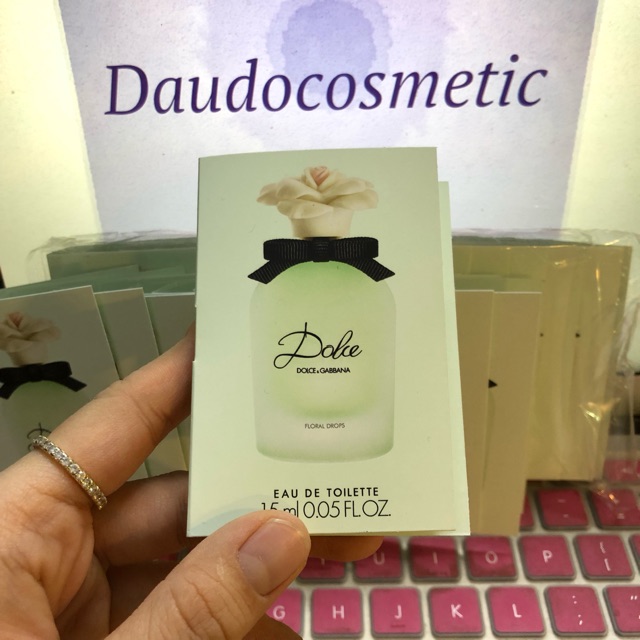 Daudocosmetic
Dolce
DOLCE & GABBANA
FLORAL DROPS
EAU DE TOILETTE
1.5 ml 0.05 FL.OZ.
U I O P
G H J K L